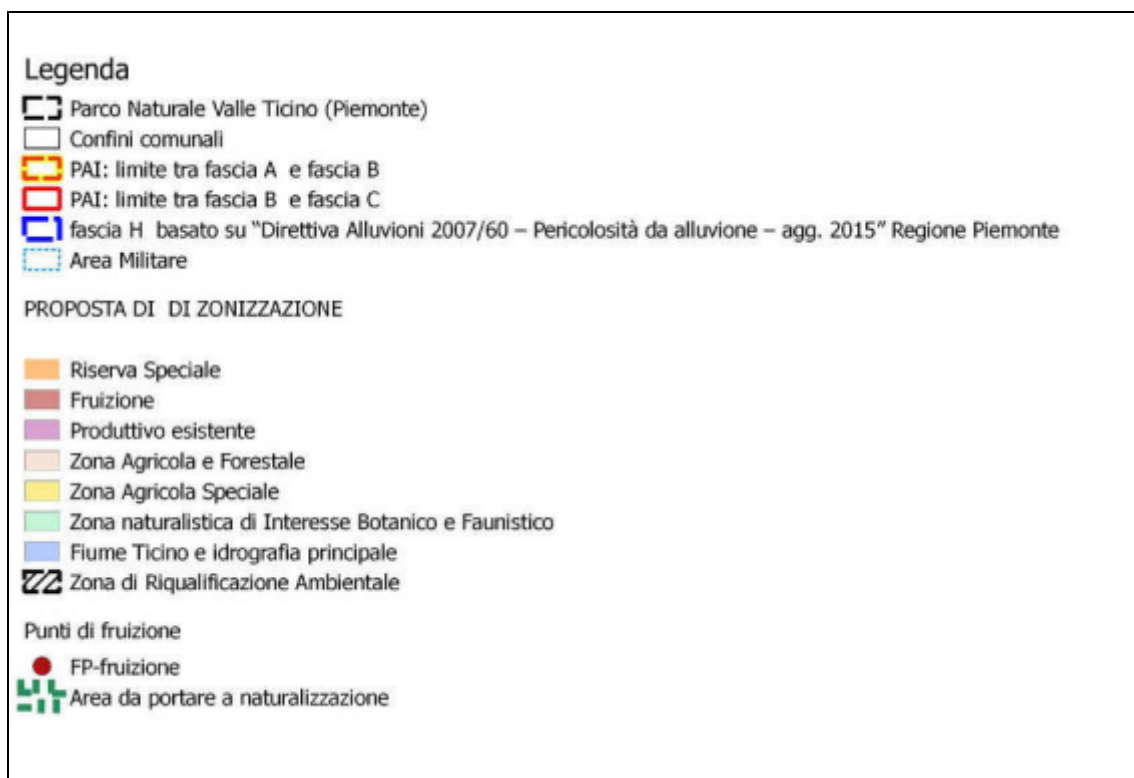 Legenda
Parco Naturale Valle Ticino (Piemonte)
Confini comunali
PAI: limite tra fascia A e fascia B
PAI: limite tra fascia B e fascia C
fascia H basato su “Direttiva Alluvioni 2007/60 – Pericolosità da alluvione – agg. 2015” Regione Piemonte
Area Militare
PROPOSTA DI DI ZONIZZAZIONE
Riserva Speciale
Fruizione
Produttivo esistente
Zona Agricola e Forestale
Zona Agricola Speciale
Zona naturalistica di Interesse Botanico e Faunistico
Fiume Ticino e idrografia principale
Zona di Riqualificazione Ambientale
Punti di fruizione
FP-fruizione
Area da portare a naturalizzazione